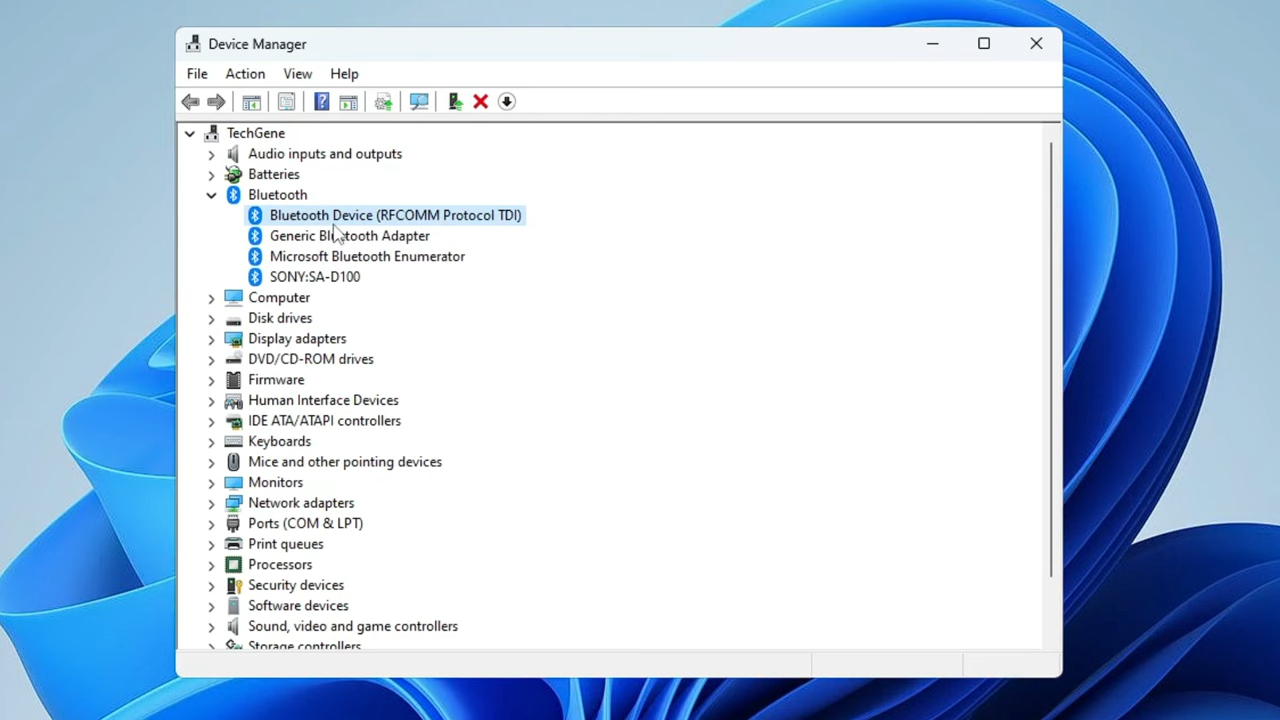 Device Manager
File Action View Help
TechGene
Audio inputs and outputs
Batteries
Bluetooth
Bluetooth Device (RFCOMM Protocol TDI)
Generic Bluetooth Adapter
Microsoft Bluetooth Enumerator
SONY:SA-D100
Computer
Disk drives
Display adapters
DVD/CD-ROM drives
Firmware
Human Interface Devices
IDE ATA/ATAPI controllers
Keyboards
Mice and other pointing devices
Monitors
Network adapters
Ports (COM & LPT)
Print queues
Processors
Security devices
Software devices
Sound, video and game controllers
Storage controllers